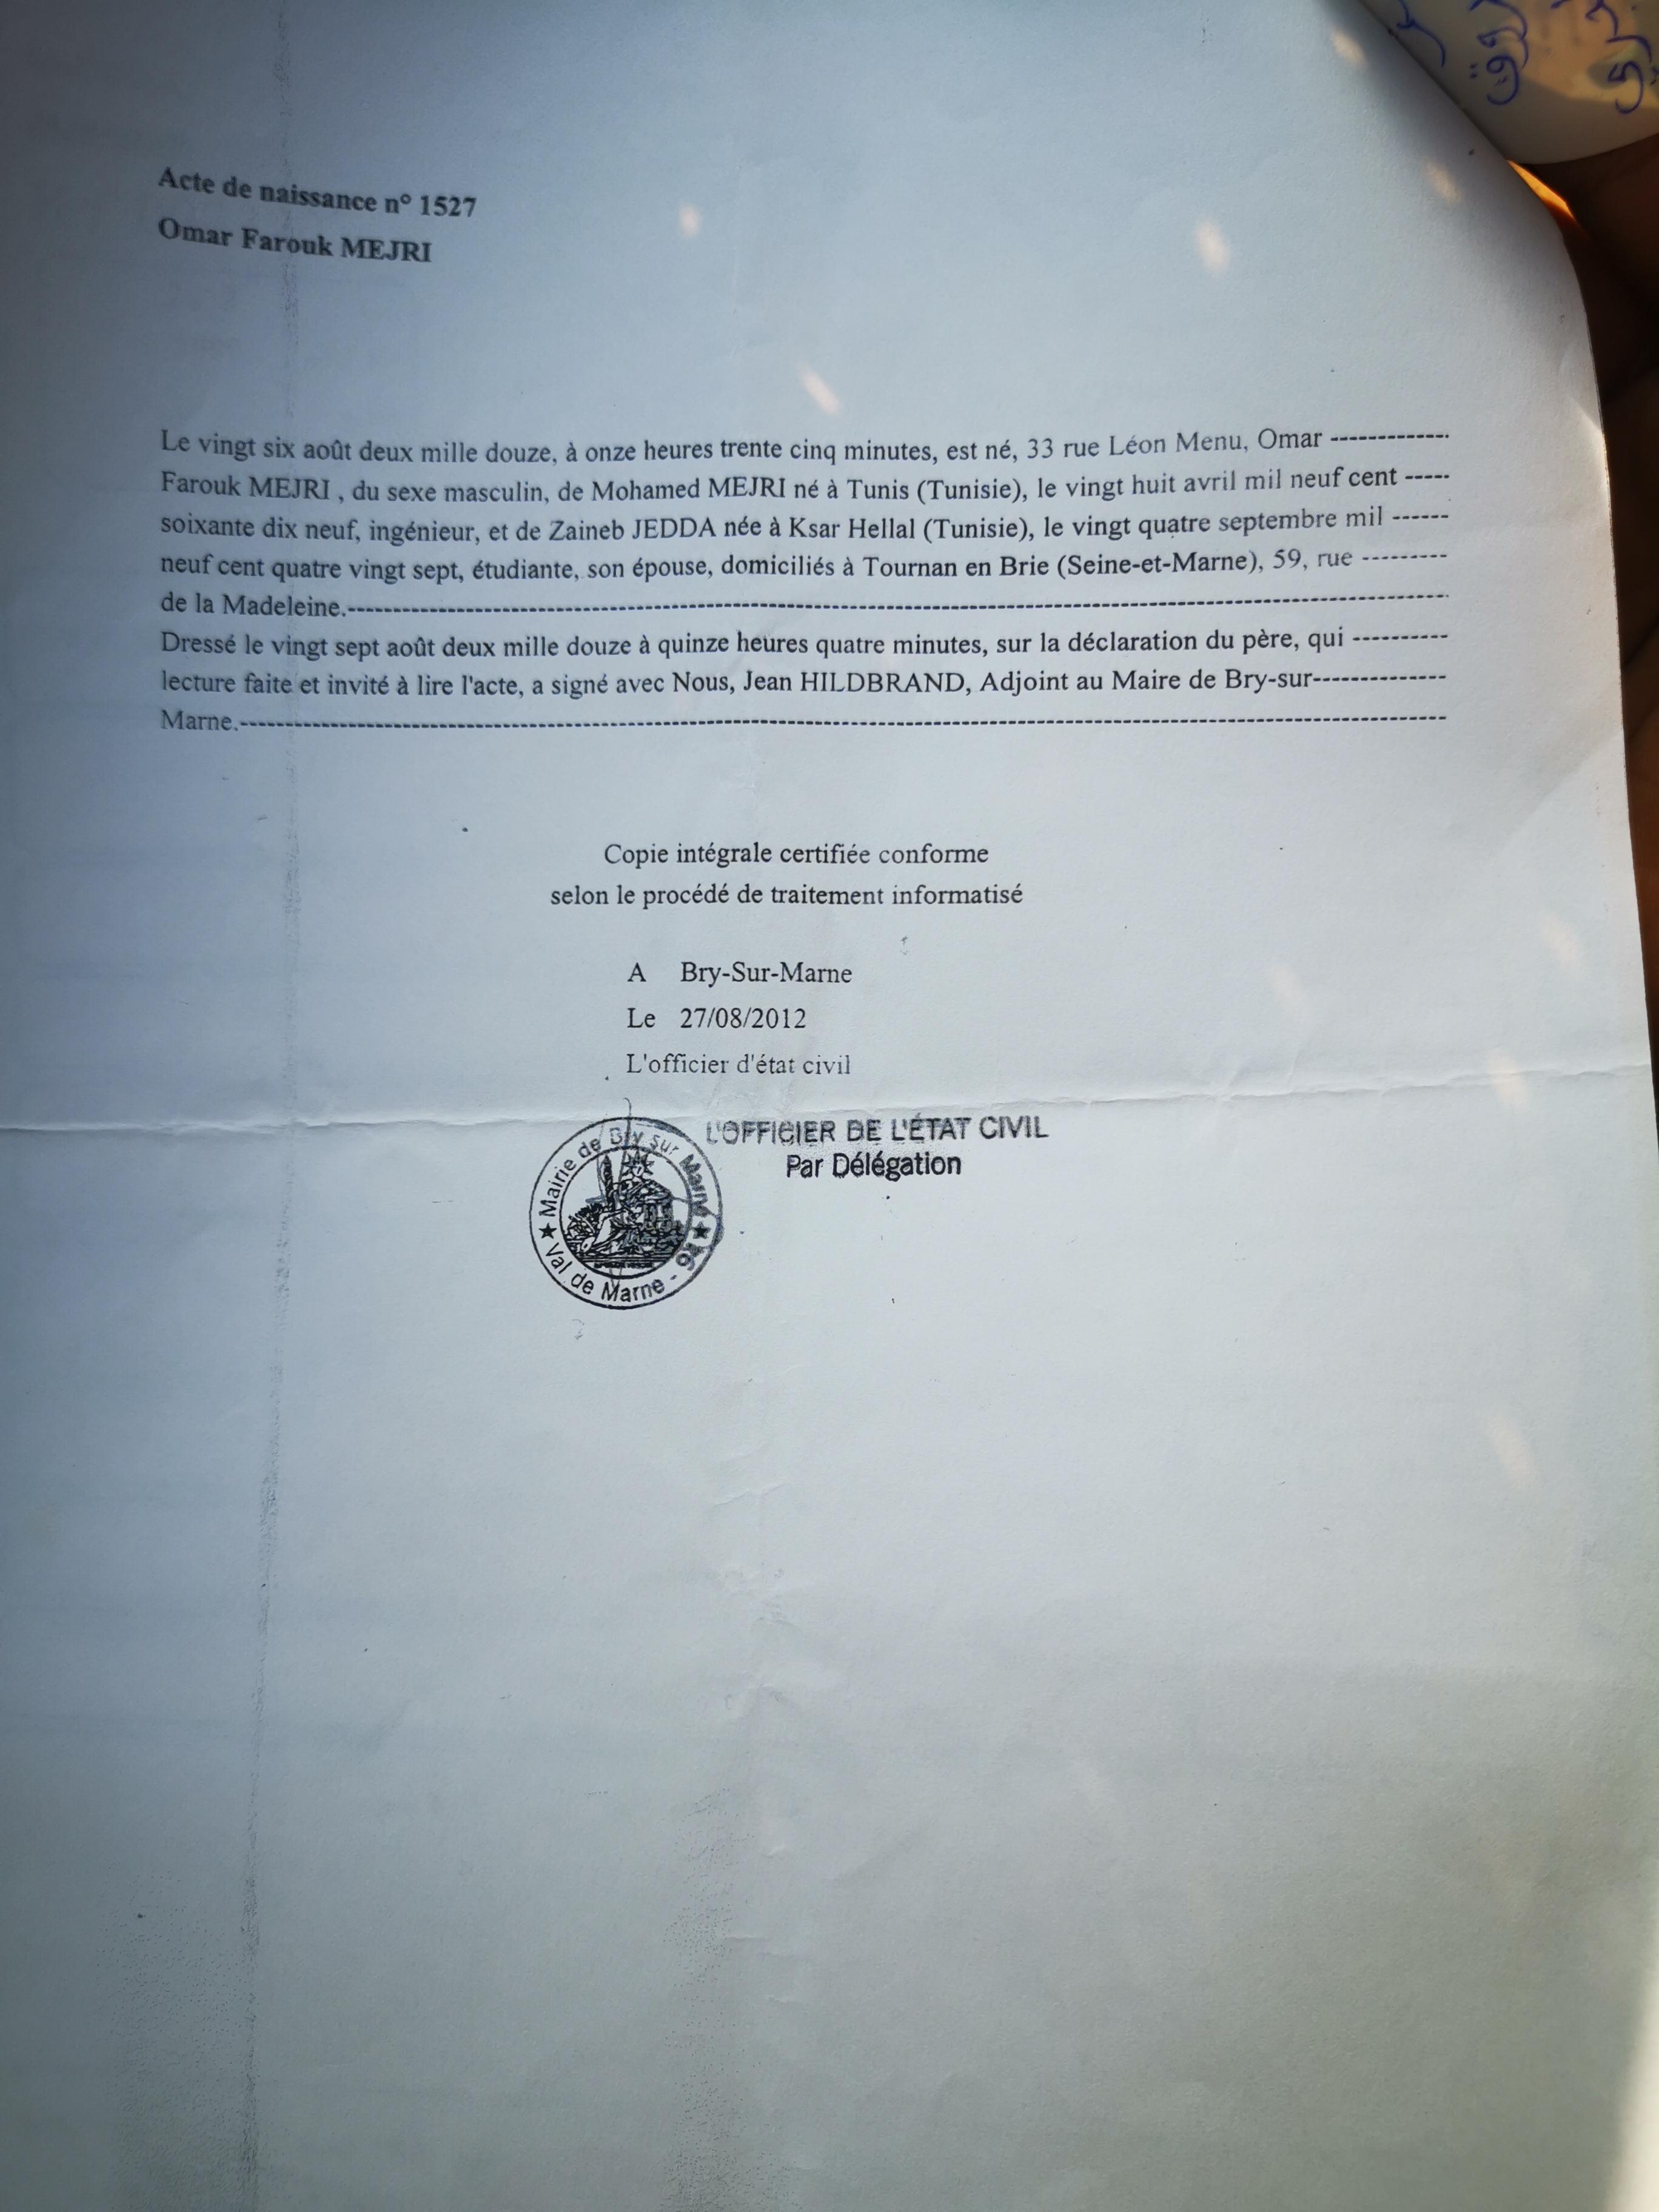 Acte de naissance n° 1527
Omar Farouk MEJRI
Le vingt six août deux mille douze, à onze heures trente cinq minutes, est né, 33 rue Léon Menu, Omar -------------
Farouk MEJRI , du sexe masculin, de Mohamed MEJRI né à Tunis (Tunisie), le vingt huit avril mil neuf cent -----
soixante dix neuf, ingénieur, et de Zaineb JEDDA née à Ksar Hellal (Tunisie), le vingt quatre septembre mil ------
neuf cent quatre vingt sept, étudiante, son épouse, domiciliés à Tournan en Brie (Seine-et-Marne), 59, rue ---------
de la Madeleine.------------------------------------------------------------------------------------------------------------------------
Dressé le vingt sept août deux mille douze à quinze heures quatre minutes, sur la déclaration du père, qui ----------
lecture faite et invité à lire l'acte, a signé avec Nous, Jean HILDBRAND, Adjoint au Maire de Bry-sur---------------
Marne.------------------------------------------------------------------------------------------------------------------------------------
Copie intégrale certifiée conforme
selon le procédé de traitement informatisé
A Bry-Sur-Marne
Le 27/08/2012
L'officier d'état civil
L'OFFICIER DE L'ÉTAT CIVIL
Par Délégation
Mairie de Bry sur Marne
★ Val de Marne - 94 ★